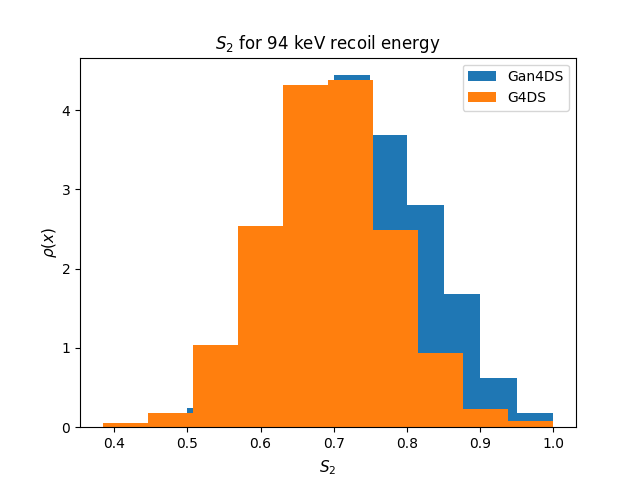 S₂ for 94 keV recoil energy
Gan4DS
G4DS
ρ(x)
4
3
2
1
0
0.4 0.5 0.6 0.7 0.8 0.9 1.0
S₂